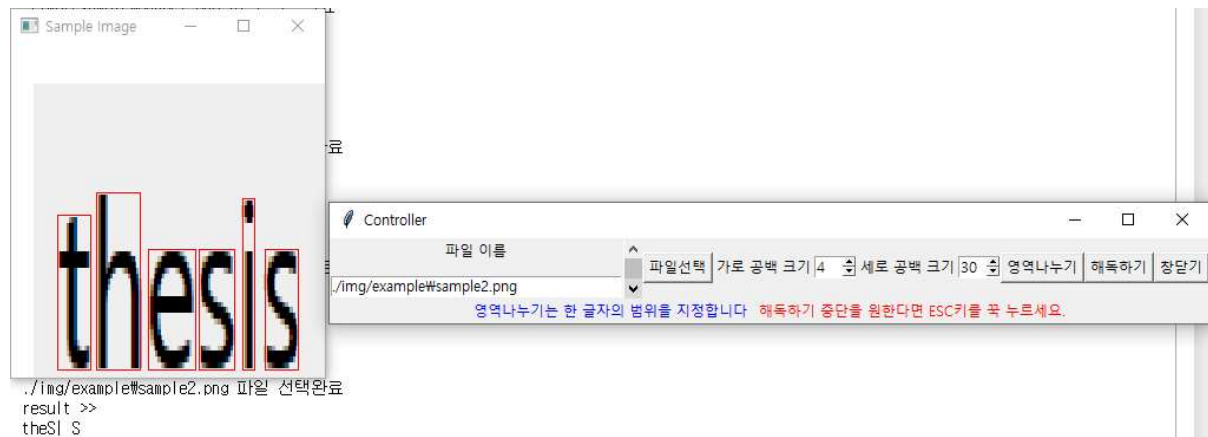 Sample Image
료
thesis
Controller
파일 이름
./img/example₩sample2.png
파일선택 가로 공백 크기 4 세로 공백 크기 30 영역나누기 해독하기 창닫기
영역나누기는 한 글자의 범위을 지정합니다 해독하기 중단을 원한다면 ESC키를 꾹 누르세요.
./img/example₩sample2.png 파일 선택완료
result >>
theS| S